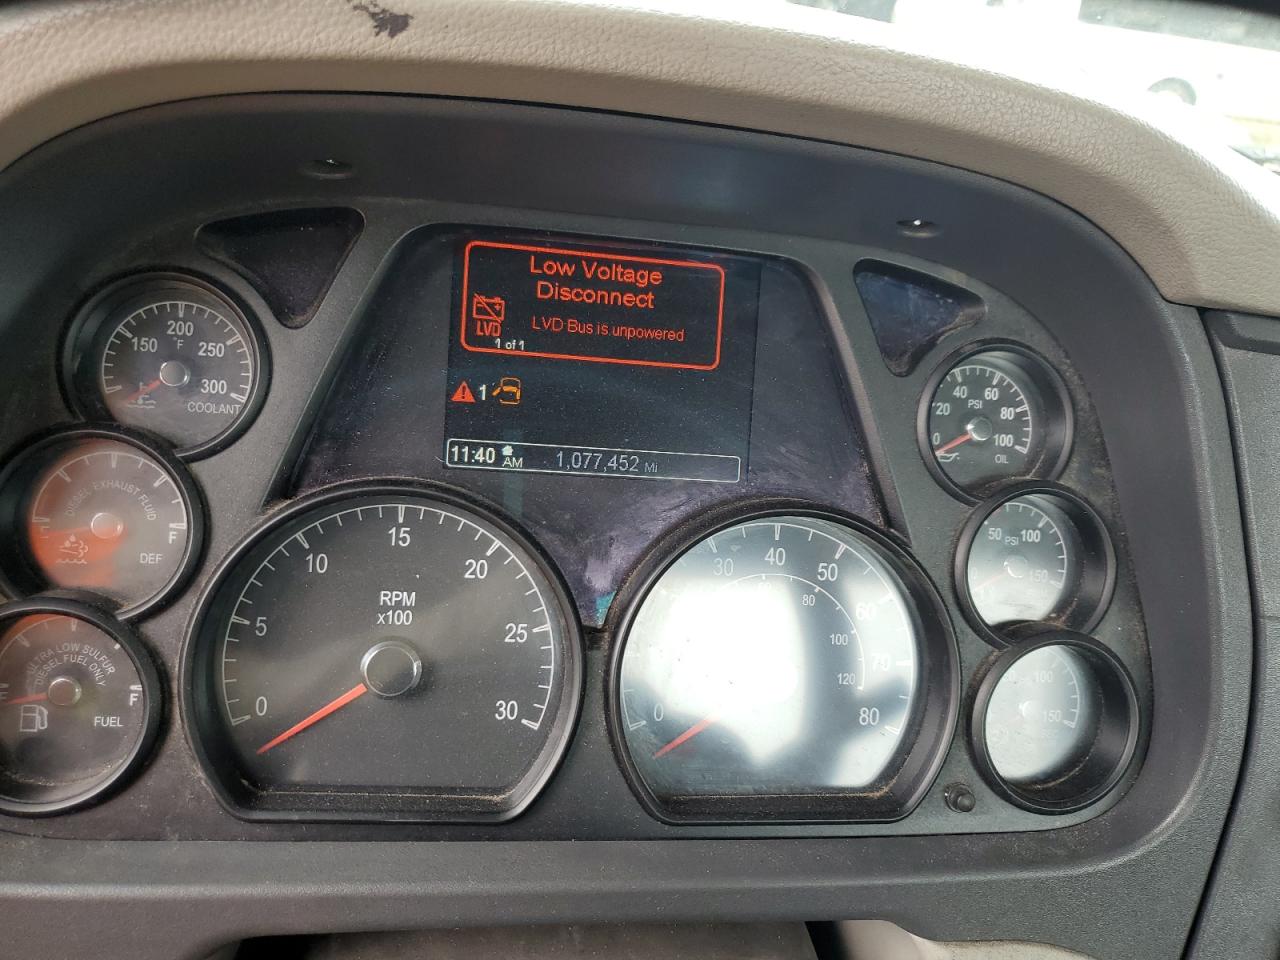 Low Voltage
Disconnect
LVD Bus is unpowered
LVD
1 of 1
1
11:40 AM 1,077,452 Mi
150 200 250 300
°F
COOLANT
DIESEL EXHAUST FLUID
F
DEF
ULTRA LOW SULFUR
DIESEL FUEL ONLY
F
FUEL
0 5 10 15 20 25 30
RPM
x100
0 30 40 50 60 70 80
80 100 120
0 20 40 60 80 100
PSI
OIL
50 100 150
PSI
100 150